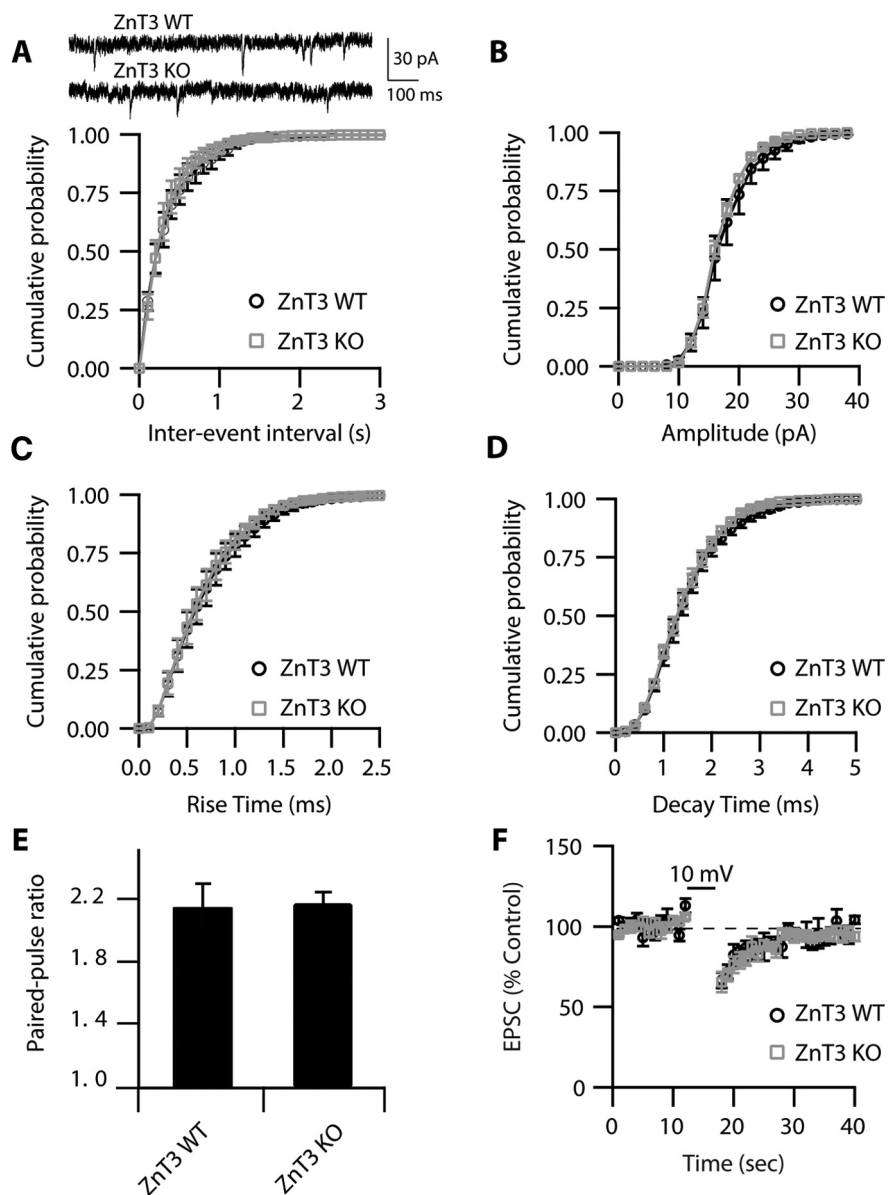 A
ZnT3 WT
ZnT3 KO
30 pA
100 ms
Cumulative probability
1.00
0.75
0.50
0.25
0.00
ZnT3 WT
ZnT3 KO
0 1 2 3
Inter-event interval (s)
B
Cumulative probability
1.00
0.75
0.50
0.25
0.00
ZnT3 WT
ZnT3 KO
0 10 20 30 40
Amplitude (pA)
C
Cumulative probability
1.00
0.75
0.50
0.25
0.00
ZnT3 WT
ZnT3 KO
0.0 0.5 1.0 1.5 2.0 2.5
Rise Time (ms)
D
Cumulative probability
1.00
0.75
0.50
0.25
0.00
ZnT3 WT
ZnT3 KO
0 1 2 3 4 5
Decay Time (ms)
E
Paired-pulse ratio
2.2
1.8
1.4
1.0
ZnT3 WT
ZnT3 KO
F
EPSC (% Control)
150
100
50
0
10 mV
ZnT3 WT
ZnT3 KO
0 10 20 30 40
Time (sec)